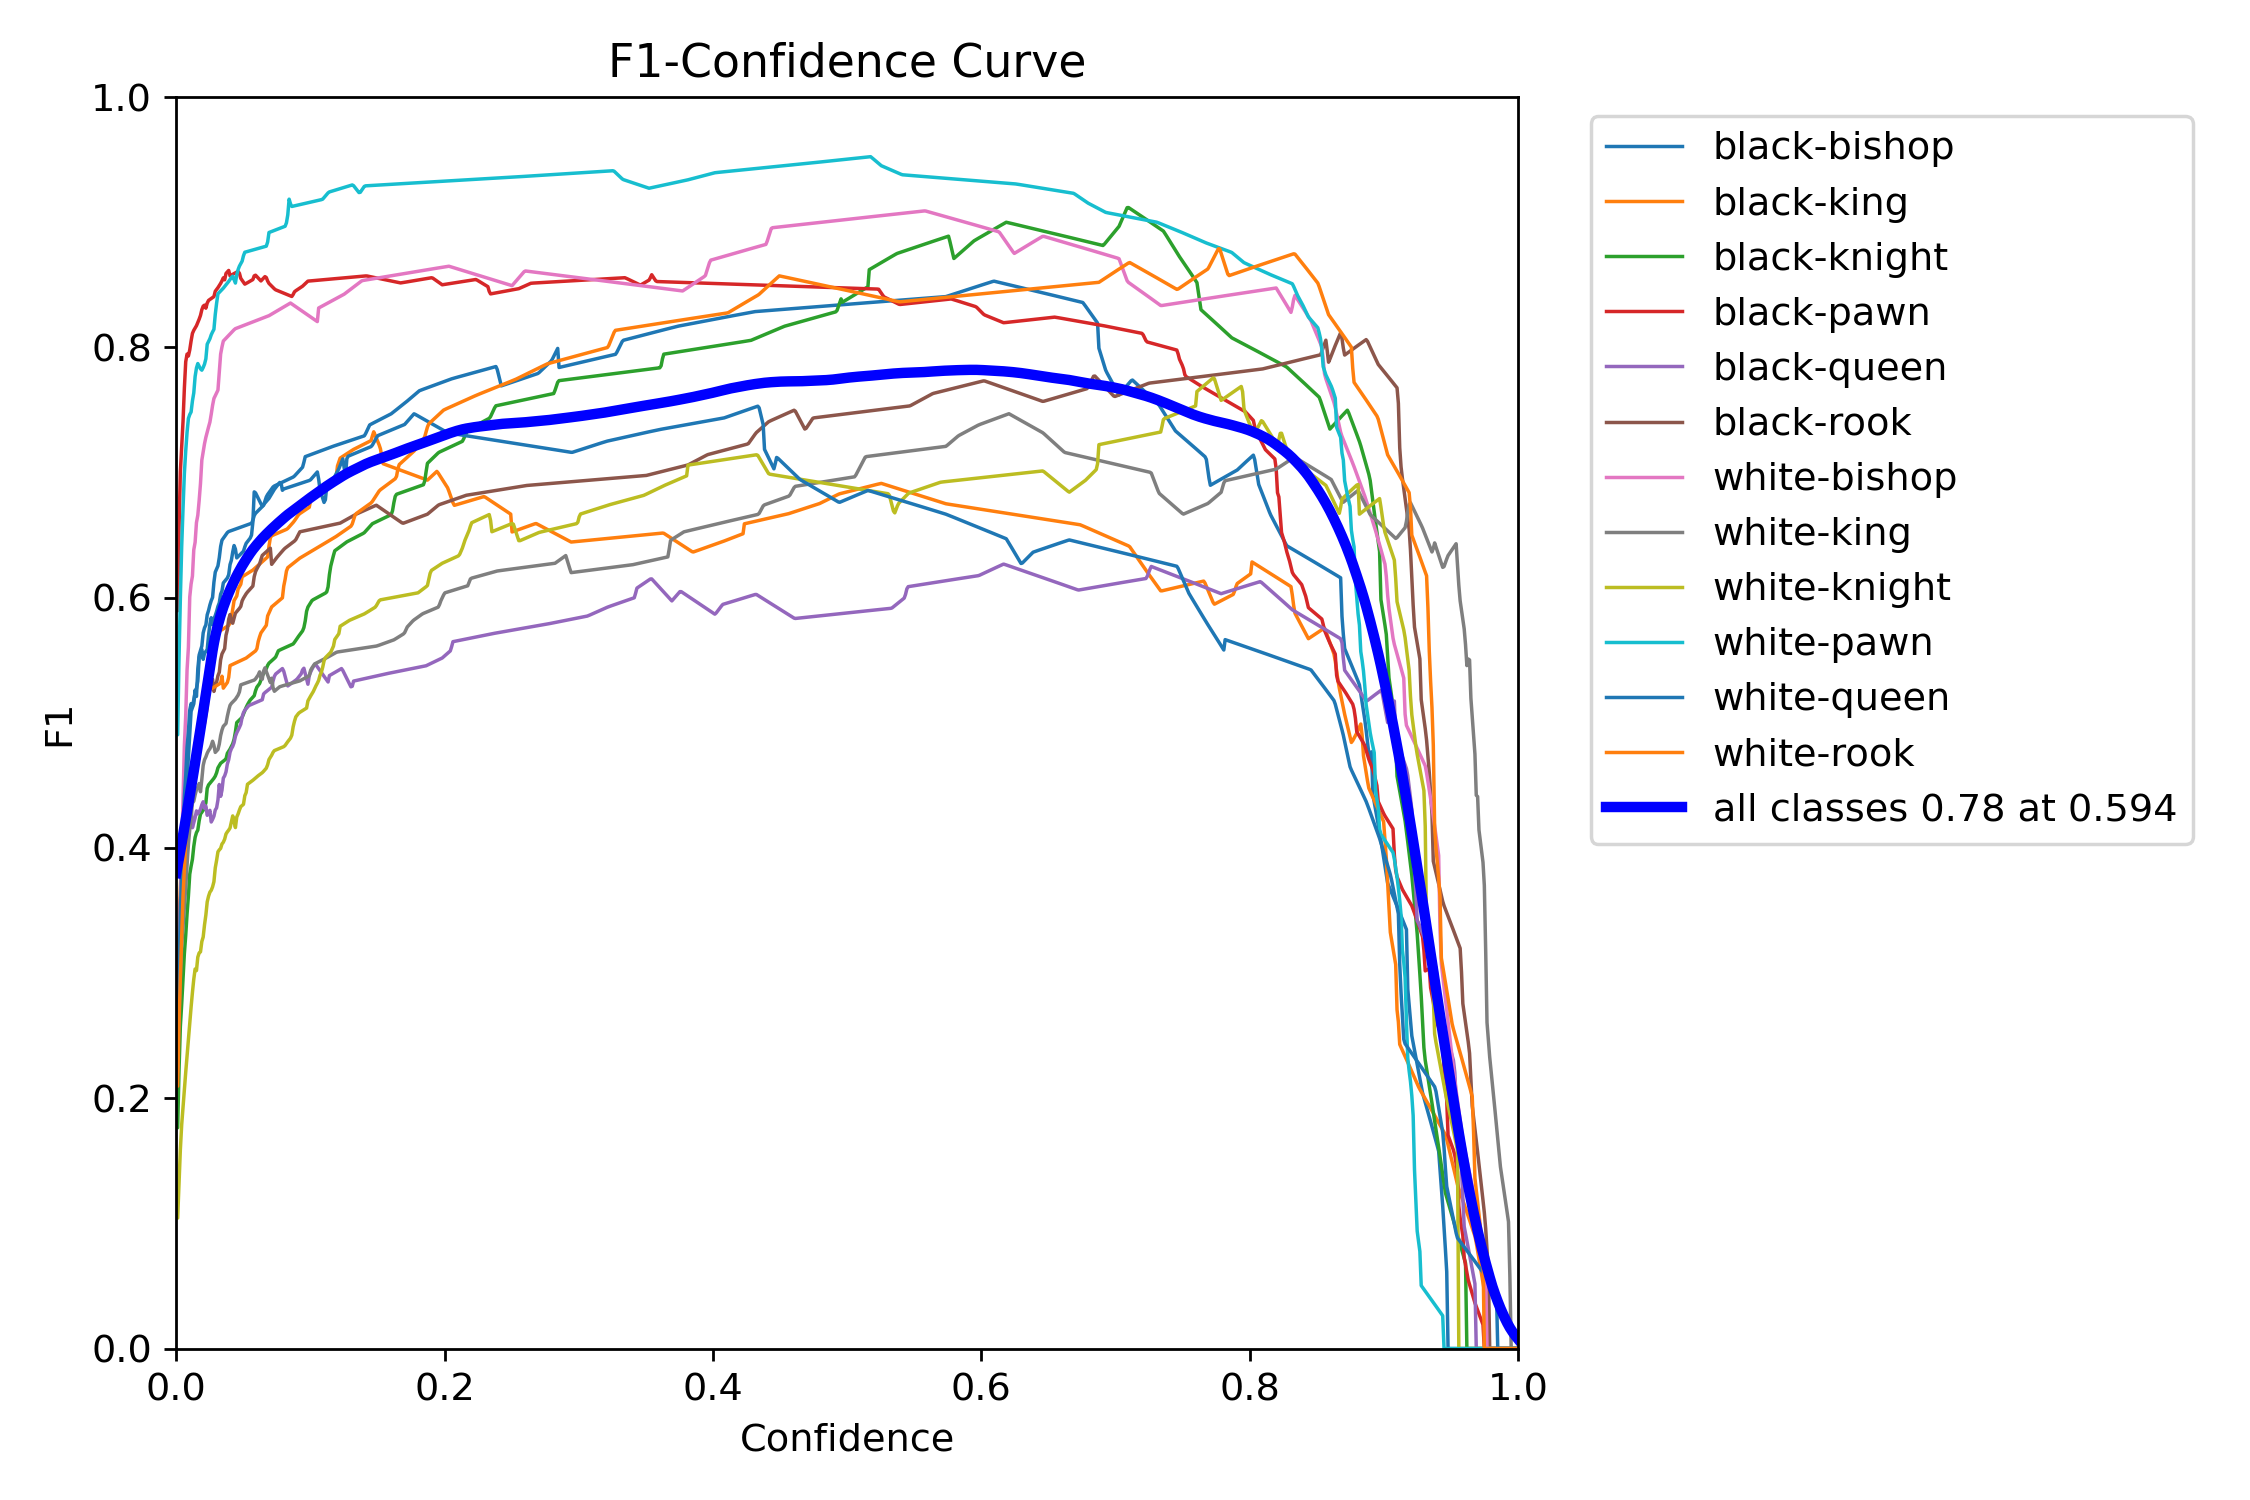 F1-Confidence Curve
1.0
0.8
0.6
0.4
0.2
0.0
F1
0.0 0.2 0.4 0.6 0.8 1.0
Confidence
black-bishop
black-king
black-knight
black-pawn
black-queen
black-rook
white-bishop
white-king
white-knight
white-pawn
white-queen
white-rook
all classes 0.78 at 0.594